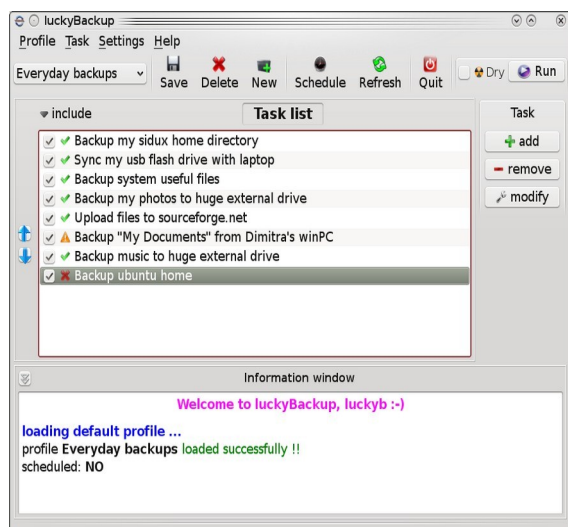 luckyBackup
Profile Task Settings Help
Everyday backups Save Delete New Schedule Refresh Quit Dry Run
include Task list Task
Backup my sidux home directory
Sync my usb flash drive with laptop
Backup system useful files
Backup my photos to huge external drive
Upload files to sourceforge.net
Backup "My Documents" from Dimitra's winPC
Backup music to huge external drive
Backup ubuntu home
add
remove
modify
Information window
Welcome to luckyBackup, luckyb :-)
loading default profile ...
profile Everyday backups loaded successfully !!
scheduled: NO